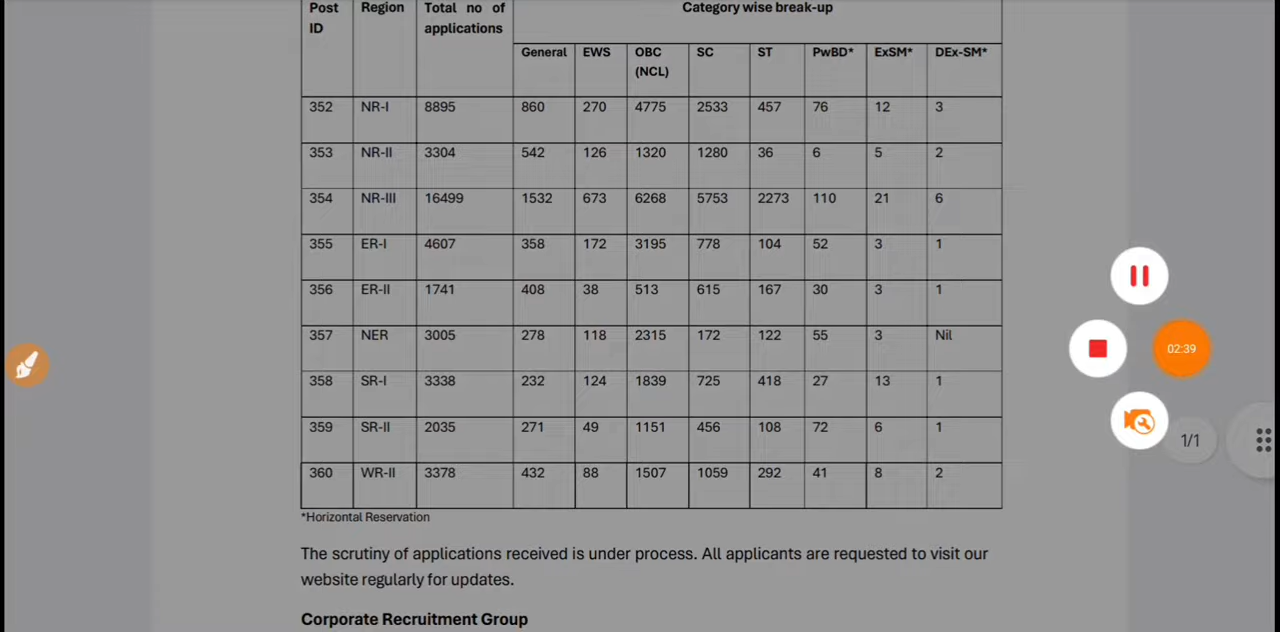 Post Region Total no of Category wise break-up
ID applications
General EWS OBC SC ST PwBD* ExSM* DEx-SM*
(NCL)
352 NR-I 8895 860 270 4775 2533 457 76 12 3
353 NR-II 3304 542 126 1320 1280 36 6 5 2
354 NR-III 16499 1532 673 6268 5753 2273 110 21 6
355 ER-I 4607 358 172 3195 778 104 52 3 1
356 ER-II 1741 408 38 513 615 167 30 3 1
357 NER 3005 278 118 2315 172 122 55 3 Nil
358 SR-I 3338 232 124 1839 725 418 27 13 1
359 SR-II 2035 271 49 1151 456 108 72 6 1
360 WR-II 3378 432 88 1507 1059 292 41 8 2
*Horizontal Reservation
The scrutiny of applications received is under process. All applicants are requested to visit our
website regularly for updates.
Corporate Recruitment Group
02:39
1/1